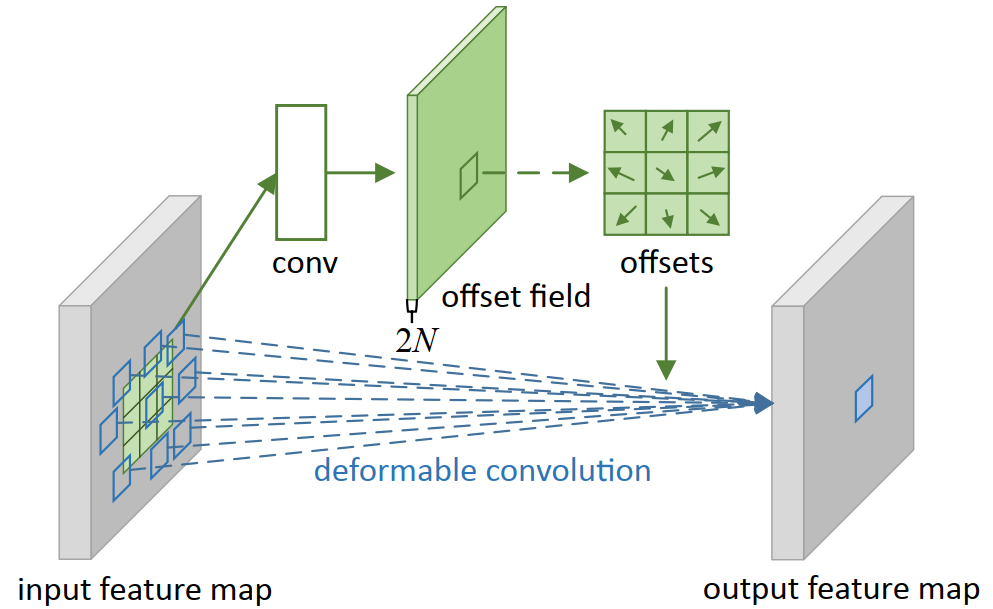 conv
offsets
offset field
2N
deformable convolution
input feature map
output feature map